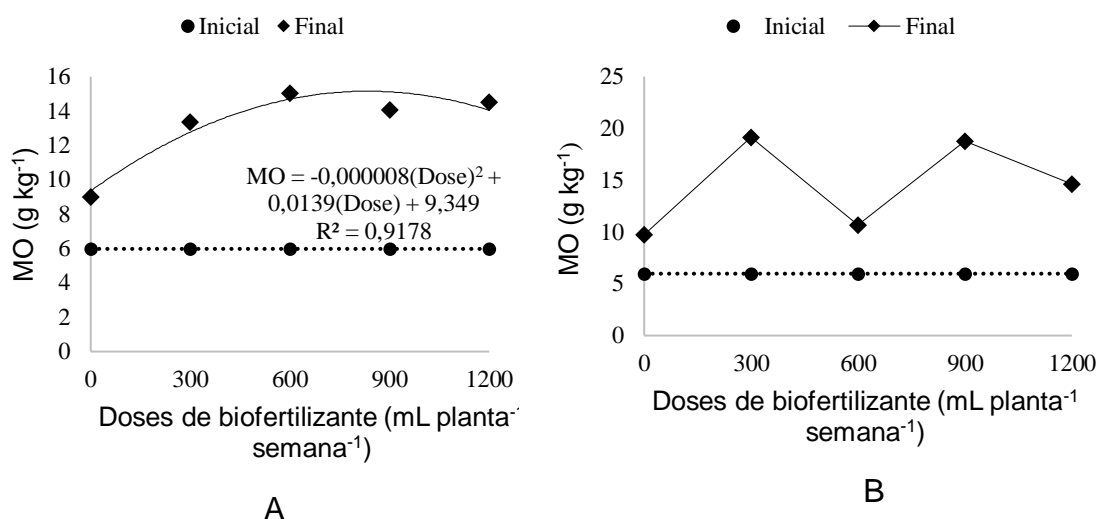 Inicial Final
16
14
12
10
8
6
4
2
0
MO (g kg⁻¹)
MO = -0,000008(Dose)² +
0,0139(Dose) + 9,349
R² = 0,9178
0 300 600 900 1200
Doses de biofertilizante (mL planta⁻
semana⁻¹)
A
Inicial Final
25
20
15
10
5
0
MO (g kg⁻¹)
0 300 600 900 1200
Doses de biofertilizante (mL planta⁻¹
semana⁻¹)
B